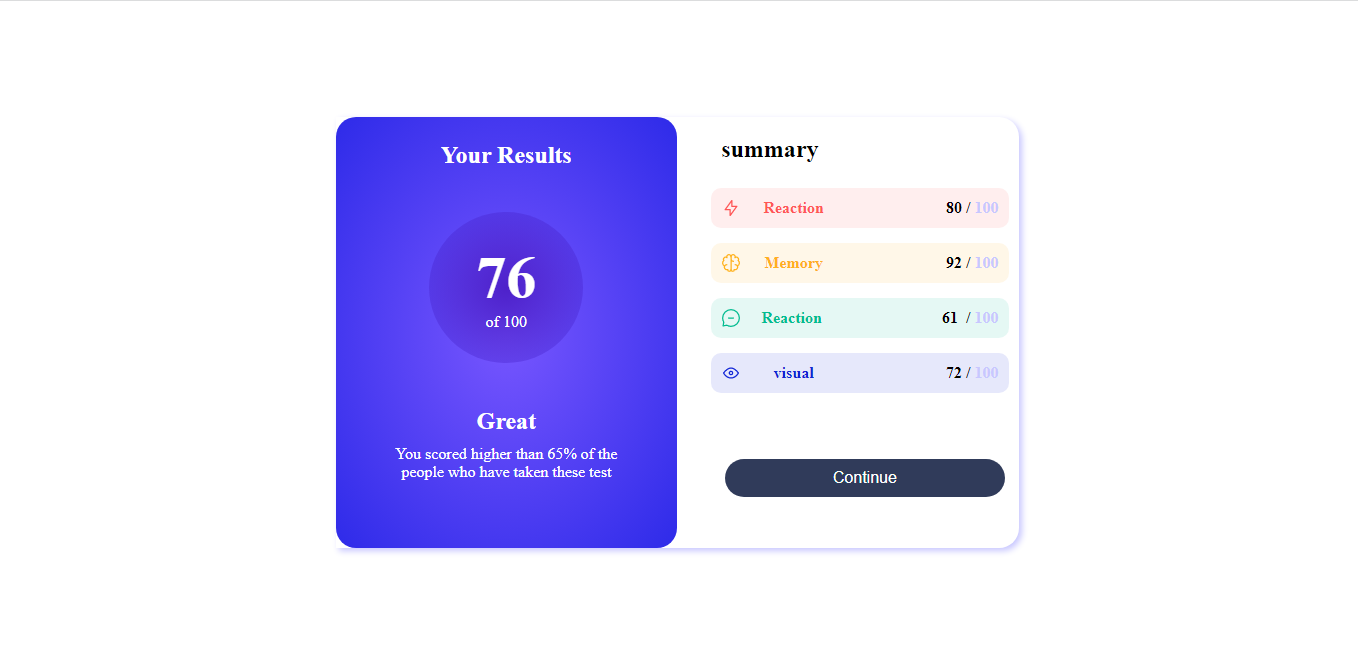 Your Results
76
of 100
Great
You scored higher than 65% of the
people who have taken these test
summary
Reaction 80 / 100
Memory 92 / 100
Reaction 61 / 100
visual 72 / 100
Continue